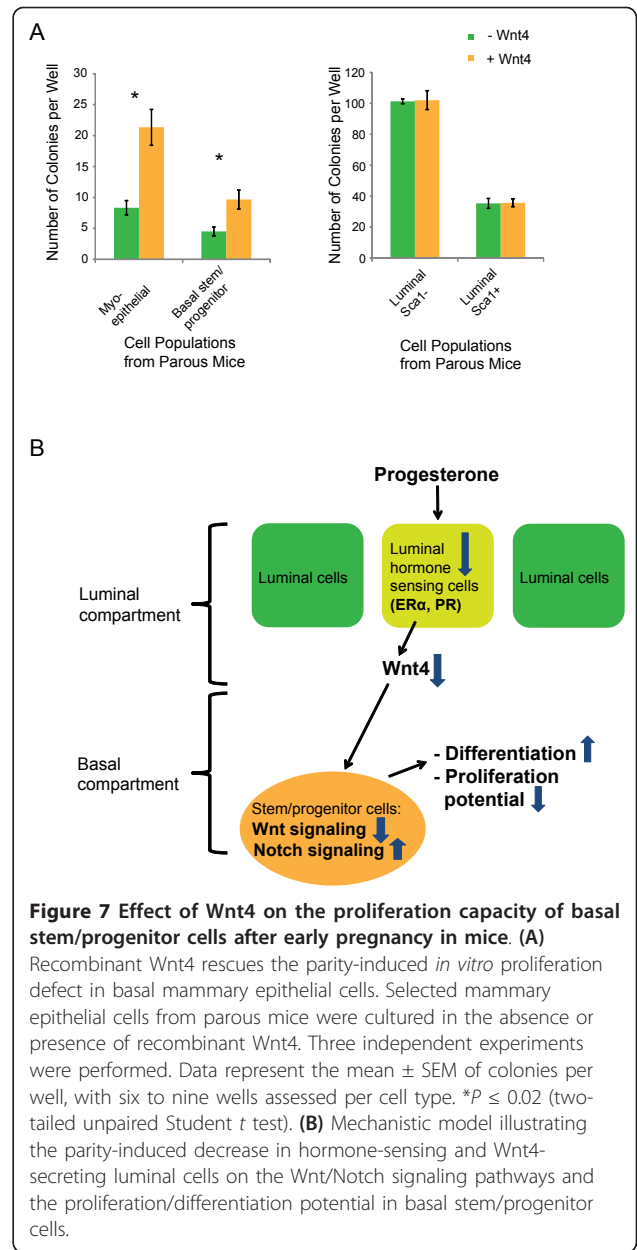 A
- Wnt4
+ Wnt4
Number of Colonies per Well
30
25
20
15
10
5
0
*
*
Myo-
epithelial
Basal stem/
progenitor
Cell Populations
from Parous Mice
Number of Colonies per Well
120
100
80
60
40
20
0
Luminal
Sca1-
Luminal
Sca1+
Cell Populations
from Parous Mice
B
Progesterone
Luminal
compartment
Luminal cells
Luminal
hormone
sensing cells
(ERα, PR)
Luminal cells
Wnt4
Basal
compartment
- Differentiation
- Proliferation
potential
Stem/progenitor cells:
Wnt signaling
Notch signaling
Figure 7 Effect of Wnt4 on the proliferation capacity of basal
stem/progenitor cells after early pregnancy in mice. (A)
Recombinant Wnt4 rescues the parity-induced in vitro proliferation
defect in basal mammary epithelial cells. Selected mammary
epithelial cells from parous mice were cultured in the absence or
presence of recombinant Wnt4. Three independent experiments
were performed. Data represent the mean ± SEM of colonies per
well, with six to nine wells assessed per cell type. *P ≤ 0.02 (two-
tailed unpaired Student t test). (B) Mechanistic model illustrating
the parity-induced decrease in hormone-sensing and Wnt4-
secreting luminal cells on the Wnt/Notch signaling pathways and
the proliferation/differentiation potential in basal stem/progenitor
cells.